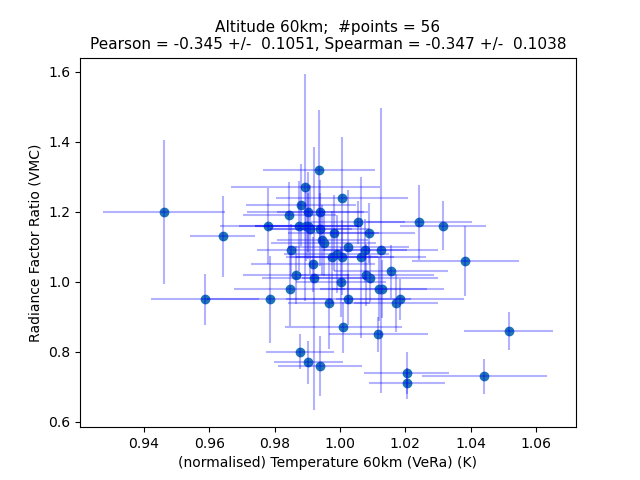 Altitude 60km;  #points = 56
Pearson = -0.345 +/-  0.1051, Spearman = -0.347 +/-  0.1038
Radiance Factor Ratio (VMC)
1.6
1.4
1.2
1.0
0.8
0.6
0.94 0.96 0.98 1.00 1.02 1.04 1.06
(normalised) Temperature 60km (VeRa) (K)